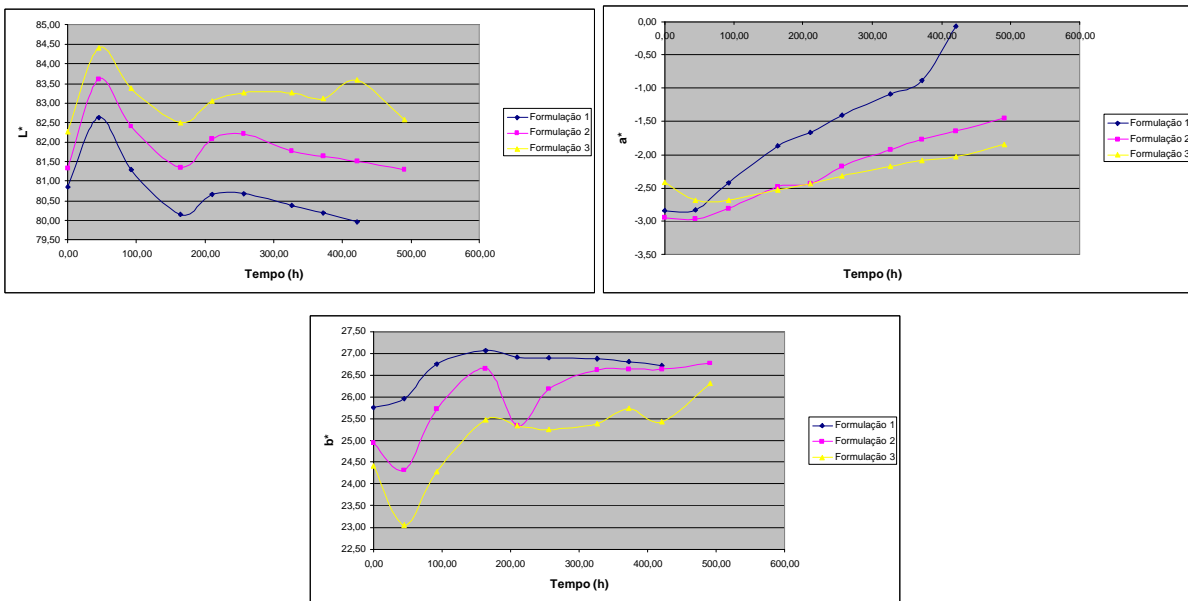 85,00
84,50
84,00
83,50
83,00
82,50
82,00
81,50
81,00
80,50
80,00
79,50
L*
0,00 100,00 200,00 300,00 400,00 500,00 600,00
Tempo (h)
Formulação 1
Formulação 2
Formulação 3
0,00
-0,50
-1,00
-1,50
-2,00
-2,50
-3,00
-3,50
a*
0,00 100,00 200,00 300,00 400,00 500,00 600,00
Tempo (h)
Formulação 1
Formulação 2
Formulação 3
27,50
27,00
26,50
26,00
25,50
25,00
24,50
24,00
23,50
23,00
22,50
b*
0,00 100,00 200,00 300,00 400,00 500,00 600,00
Tempo (h)
Formulação 1
Formulação 2
Formulação 3